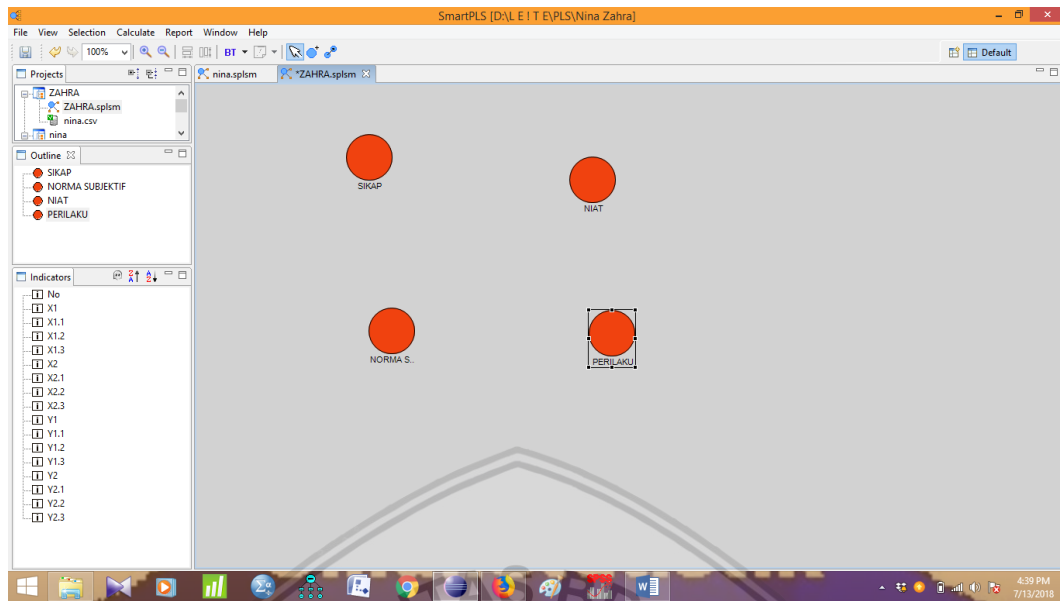 SmartPLS [D:\L E ! T E\PLS\Nina Zahra]
File View Selection Calculate Report Window Help
100% BT Default
Projects
nina.splsm *ZAHRA.splsm
ZAHRA
ZAHRA.splsm
nina.csv
nina
Outline
SIKAP
NORMA SUBJEKTIF
NIAT
PERILAKU
Indicators
No
X1
X1.1
X1.2
X1.3
X2
X2.1
X2.2
X2.3
Y1
Y1.1
Y1.2
Y1.3
Y2
Y2.1
Y2.2
Y2.3
SIKAP
NIAT
NORMA S..
PERILAKU
4:39 PM
7/13/2018